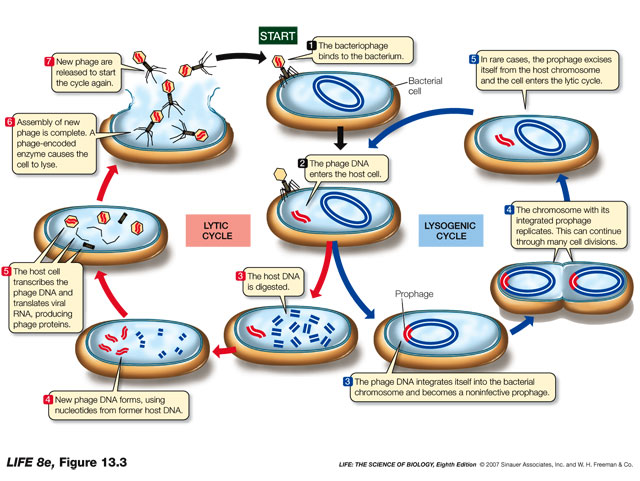 START
1 The bacteriophage
binds to the bacterium.
Bacterial
cell
2 The phage DNA
enters the host cell.
LYTIC
CYCLE
LYSOGENIC
CYCLE
3 The host DNA
is digested.
4 New phage DNA forms, using
nucleotides from former host DNA.
5 The host cell
transcribes the
phage DNA and
translates viral
RNA, producing
phage proteins.
6 Assembly of new
phage is complete. A
phage-encoded
enzyme causes the
cell to lyse.
7 New phage are
released to start
the cycle again.
Prophage
3 The phage DNA integrates itself into the bacterial
chromosome and becomes a noninfective prophage.
4 The chromosome with its
integrated prophage
replicates. This can continue
through many cell divisions.
5 In rare cases, the prophage excises
itself from the host chromosome
and the cell enters the lytic cycle.
LIFE 8e, Figure 13.3
LIFE: THE SCIENCE OF BIOLOGY, Eighth Edition © 2007 Sinauer Associates, Inc. and W. H. Freeman & Co.